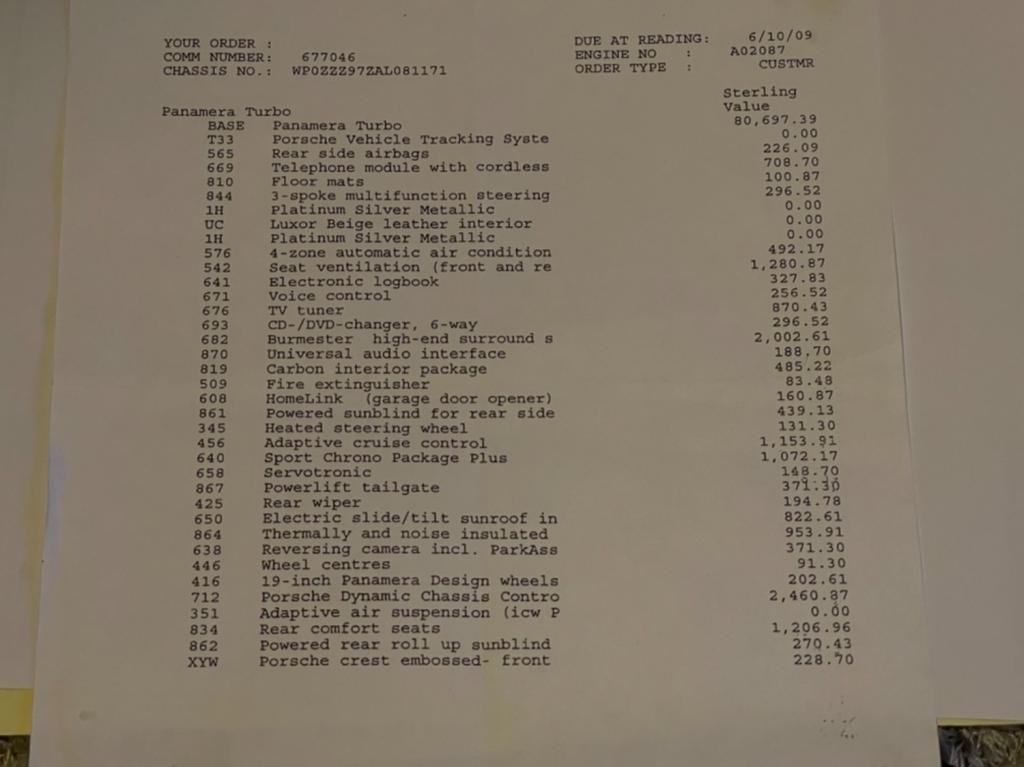 YOUR ORDER : DUE AT READING: 6/10/09
COMM NUMBER: 677046 ENGINE NO : A02087
CHASSIS NO.: WP0ZZZ97ZAL081171 ORDER TYPE : CUSTMR
Sterling
Panamera Turbo Value
BASE Panamera Turbo 80,697.39
T33 Porsche Vehicle Tracking Syste 0.00
565 Rear side airbags 226.09
669 Telephone module with cordless 708.70
810 Floor mats 100.87
844 3-spoke multifunction steering 296.52
1H Platinum Silver Metallic 0.00
UC Luxor Beige leather interior 0.00
1H Platinum Silver Metallic 0.00
576 4-zone automatic air condition 492.17
542 Seat ventilation (front and re 1,280.87
641 Electronic logbook 327.83
671 Voice control 256.52
676 TV tuner 870.43
693 CD-/DVD-changer, 6-way 296.52
682 Burmester high-end surround s 2,002.61
870 Universal audio interface 188.70
819 Carbon interior package 485.22
509 Fire extinguisher 83.48
608 HomeLink (garage door opener) 160.87
861 Powered sunblind for rear side 439.13
345 Heated steering wheel 131.30
456 Adaptive cruise control 1,153.91
640 Sport Chrono Package Plus 1,072.17
658 Servotronic 148.70
867 Powerlift tailgate 371.30
425 Rear wiper 194.78
650 Electric slide/tilt sunroof in 822.61
864 Thermally and noise insulated 953.91
638 Reversing camera incl. ParkAss 371.30
446 Wheel centres 91.30
416 19-inch Panamera Design wheels 202.61
712 Porsche Dynamic Chassis Contro 2,460.87
351 Adaptive air suspension (icw P 0.00
834 Rear comfort seats 1,206.96
862 Powered rear roll up sunblind 270.43
XYW Porsche crest embossed- front 228.70